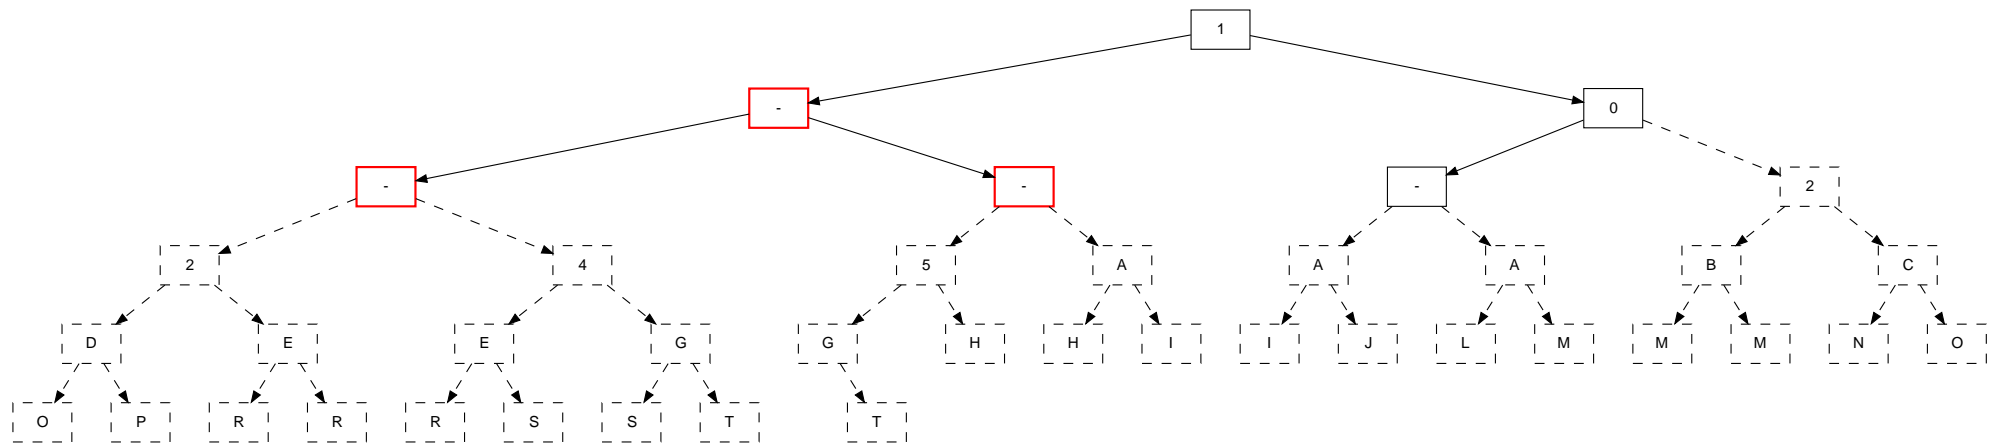 1
- 0
- - - 2
2 4 5 A A A B C
D E E G G H H I I J L M M M N O
O P R R R S S T T